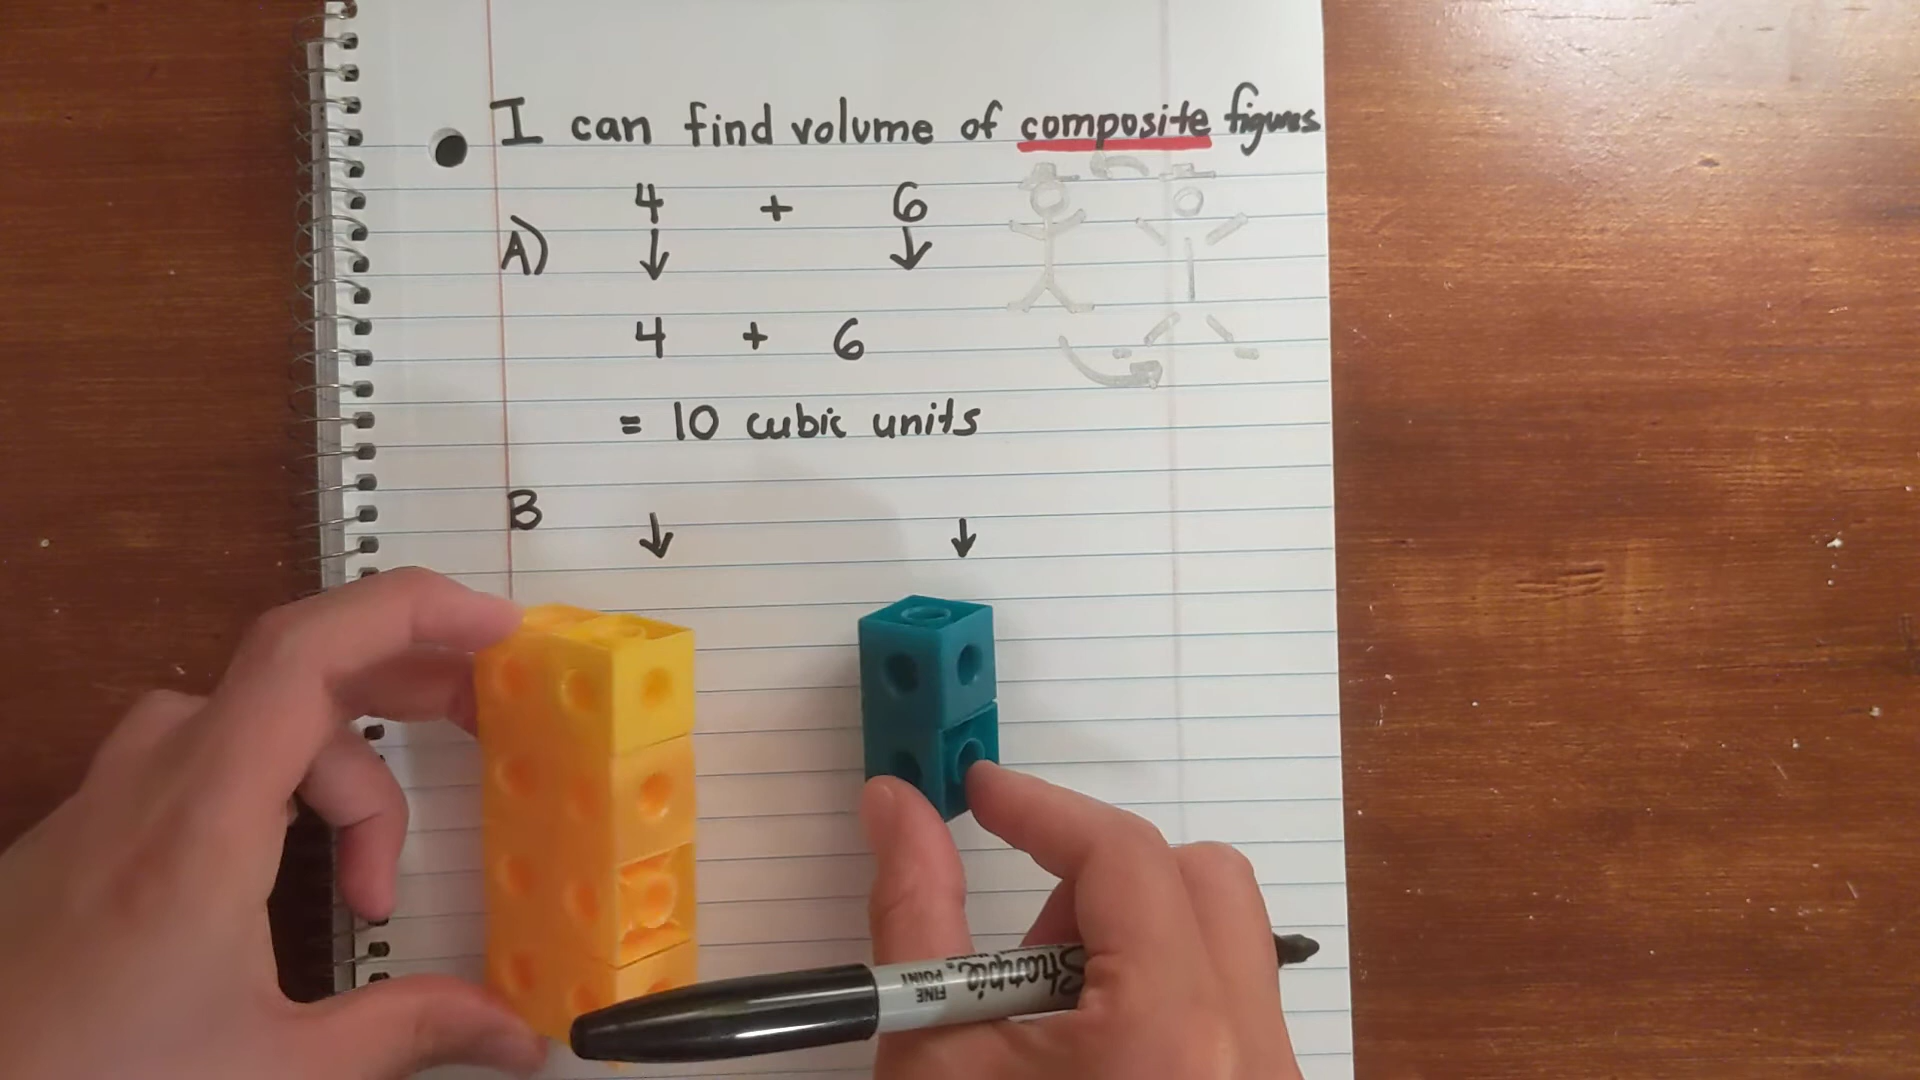 I can find volume of composite figures
4 + 6
A) ↓ ↓
4 + 6
= 10 cubic units
B ↓ ↓
Sharpie
FINE POINT